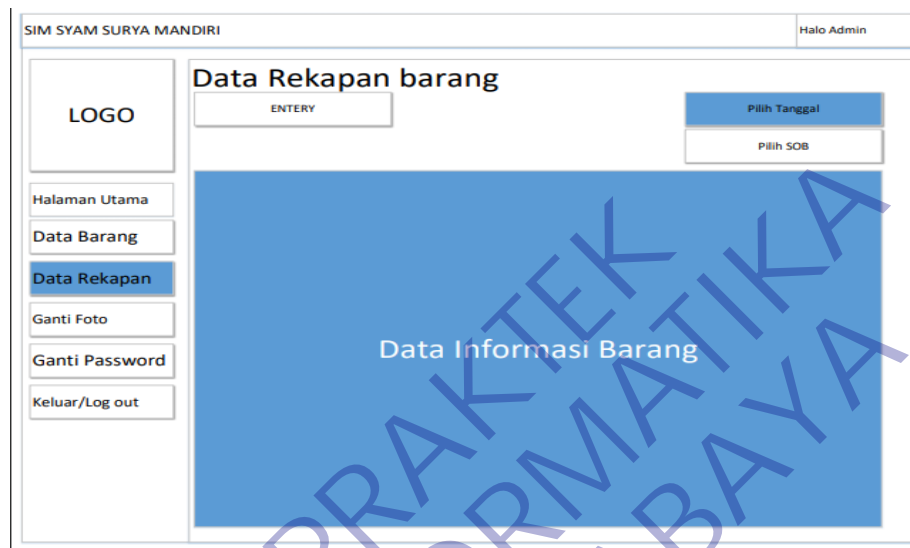 SIM SYAM SURYA MANDIRI
Halo Admin
LOGO
Halaman Utama
Data Barang
Data Rekapan
Ganti Foto
Ganti Password
Keluar/Log out
Data Rekapan barang
ENTERY
Pilih Tanggal
Pilih SOB
Data Informasi Barang
PRAKTEK
ORMATIKA
BAYA